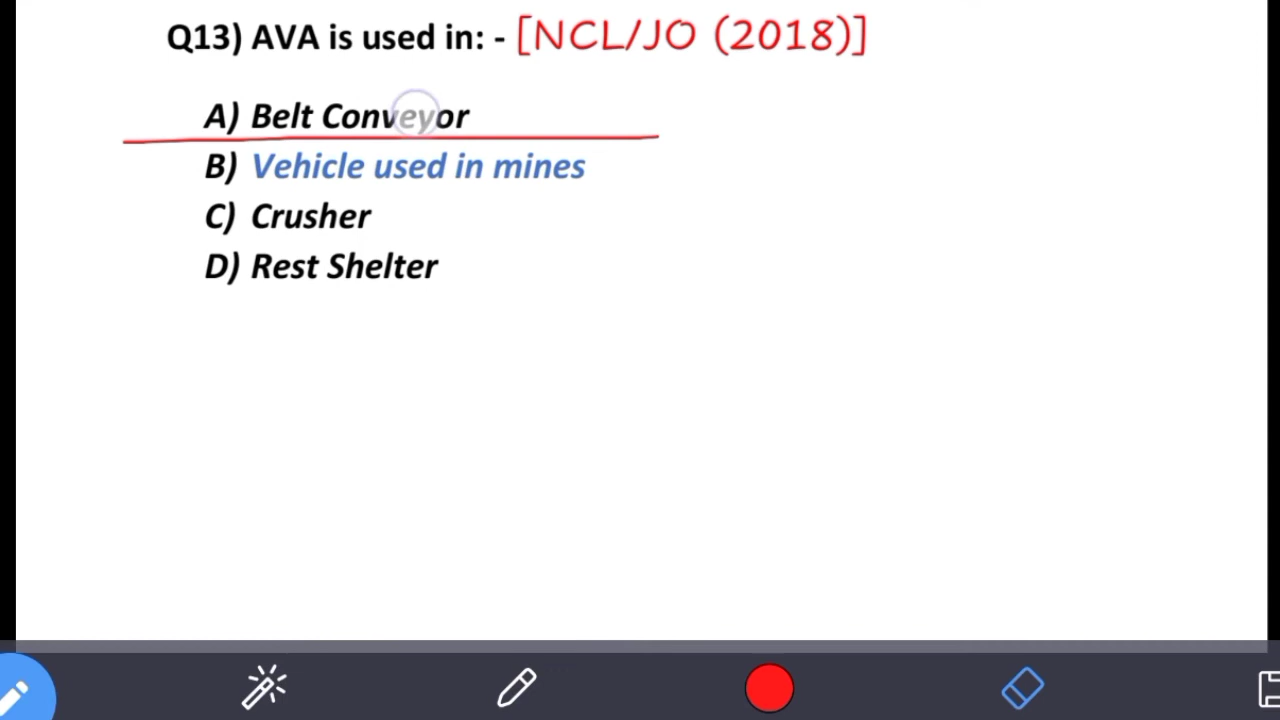 Q13) AVA is used in: - [NCL/JO (2018)]
A) Belt Conveyor
B) Vehicle used in mines
C) Crusher
D) Rest Shelter